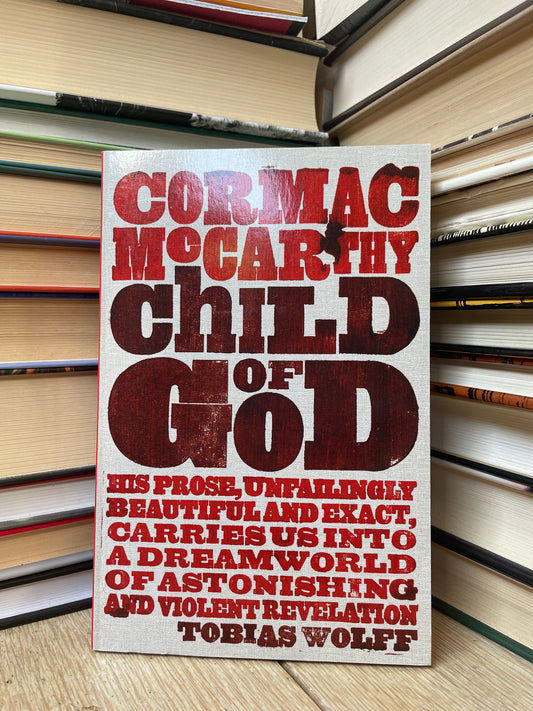 CORMAC
McCARTHY
ChILD
OF
GOD
HIS PROSE, UNFAILINGLY
BEAUTIFUL AND EXACT,
CARRIES US INTO
A DREAMWORLD
OF ASTONISHING
AND VIOLENT REVELATION
TOBIAS WOLFF